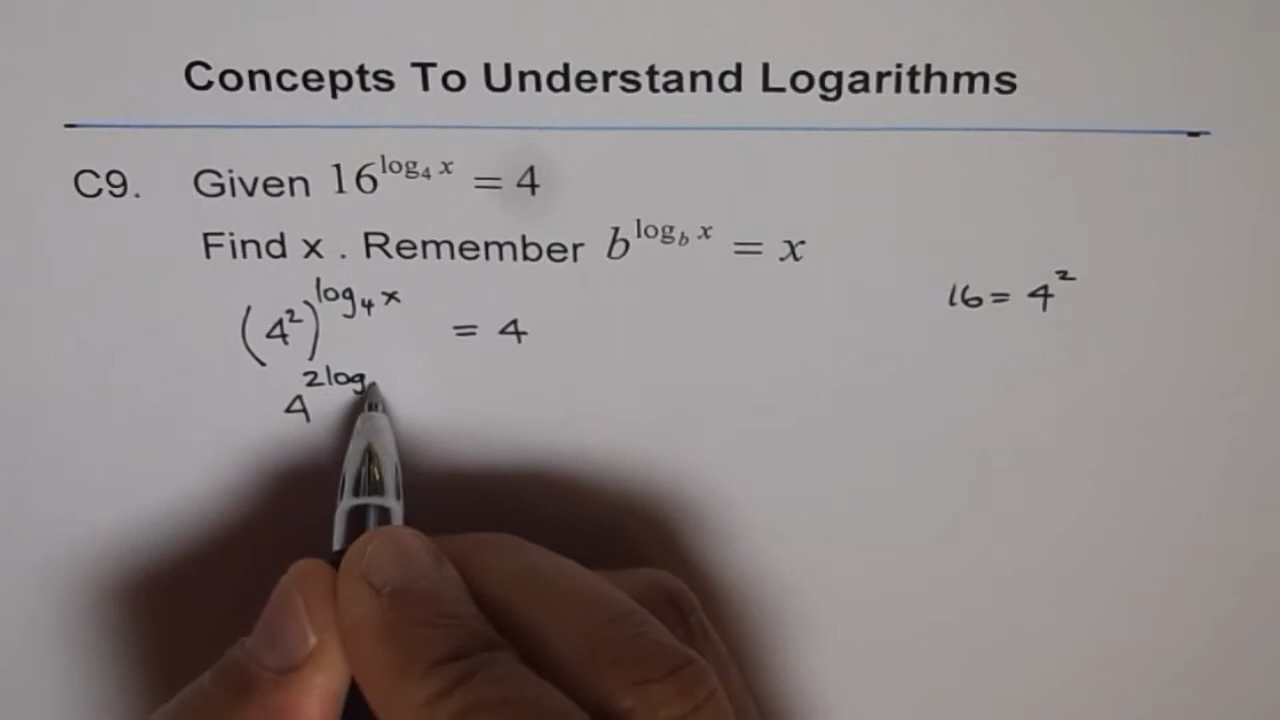 Concepts To Understand Logarithms
C9. Given 16^{log₄ x} = 4
Find x . Remember b^{log_b x} = x
16 = 4²
(4²)^{log₄ x} = 4
4^{2log}